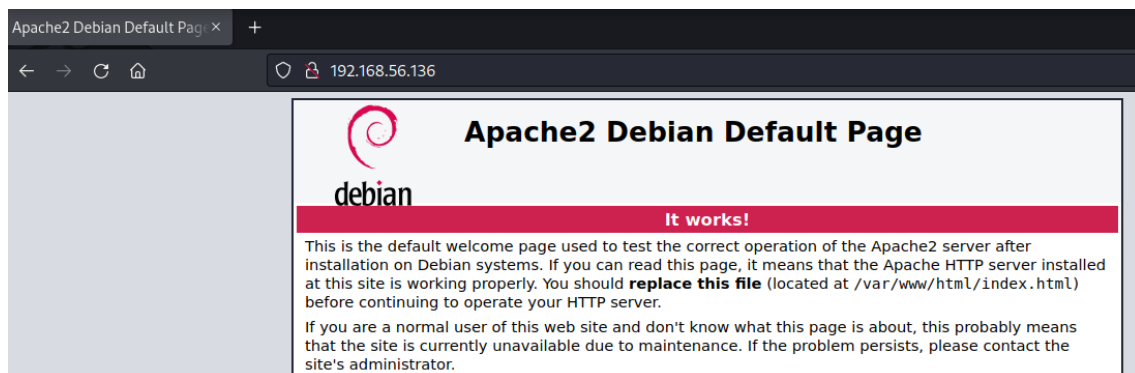 Apache2 Debian Default Pag
192.168.56.136
debian
Apache2 Debian Default Page
It works!
This is the default welcome page used to test the correct operation of the Apache2 server after
installation on Debian systems. If you can read this page, it means that the Apache HTTP server installed
at this site is working properly. You should replace this file (located at /var/www/html/index.html)
before continuing to operate your HTTP server.
If you are a normal user of this web site and don't know what this page is about, this probably means
that the site is currently unavailable due to maintenance. If the problem persists, please contact the
site's administrator.